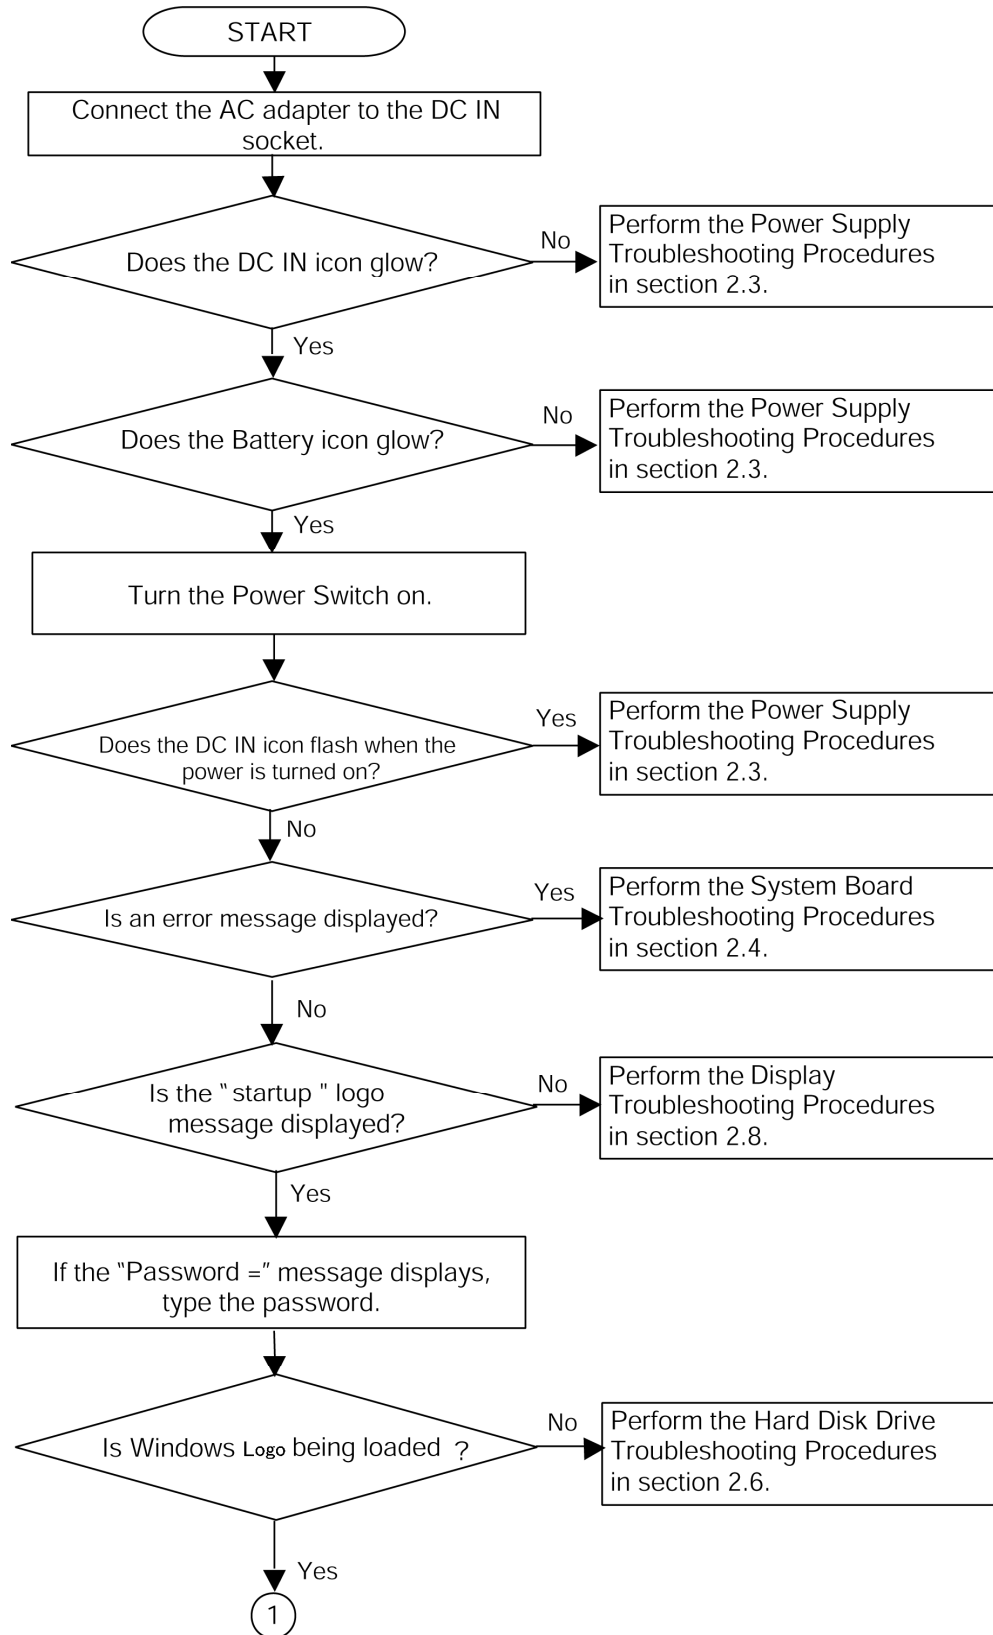 START
Connect the AC adapter to the DC IN
socket.
Does the DC IN icon glow?
No
Perform the Power Supply
Troubleshooting Procedures
in section 2.3.
Yes
Does the Battery icon glow?
No
Perform the Power Supply
Troubleshooting Procedures
in section 2.3.
Yes
Turn the Power Switch on.
Does the DC IN icon flash when the
power is turned on?
Yes
Perform the Power Supply
Troubleshooting Procedures
in section 2.3.
No
Is an error message displayed?
Yes
Perform the System Board
Troubleshooting Procedures
in section 2.4.
No
Is the "startup " logo
message displayed?
No
Perform the Display
Troubleshooting Procedures
in section 2.8.
Yes
If the “Password =” message displays,
type the password.
Is Windows Logo being loaded ?
No
Perform the Hard Disk Drive
Troubleshooting Procedures
in section 2.6.
Yes
1